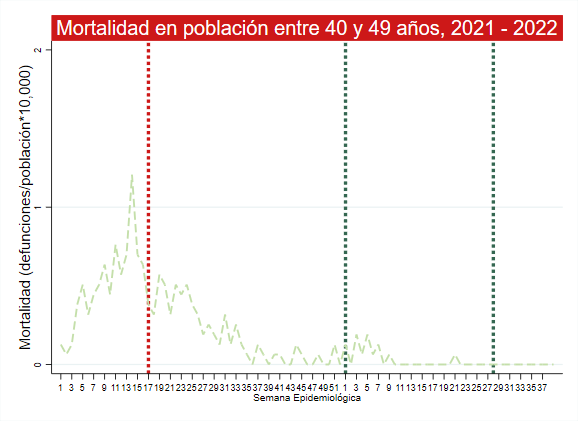 Mortalidad en población entre 40 y 49 años, 2021 - 2022
Mortalidad (defunciones/población*10,000)
2
1
0
1 3 5 7 9 11 13 15 17 19 21 23 25 27 29 31 33 35 37 39 41 43 45 47 49 51 1 3 5 7 9 11 13 15 17 19 21 23 25 27 29 31 33 35 37
Semana Epidemiológica